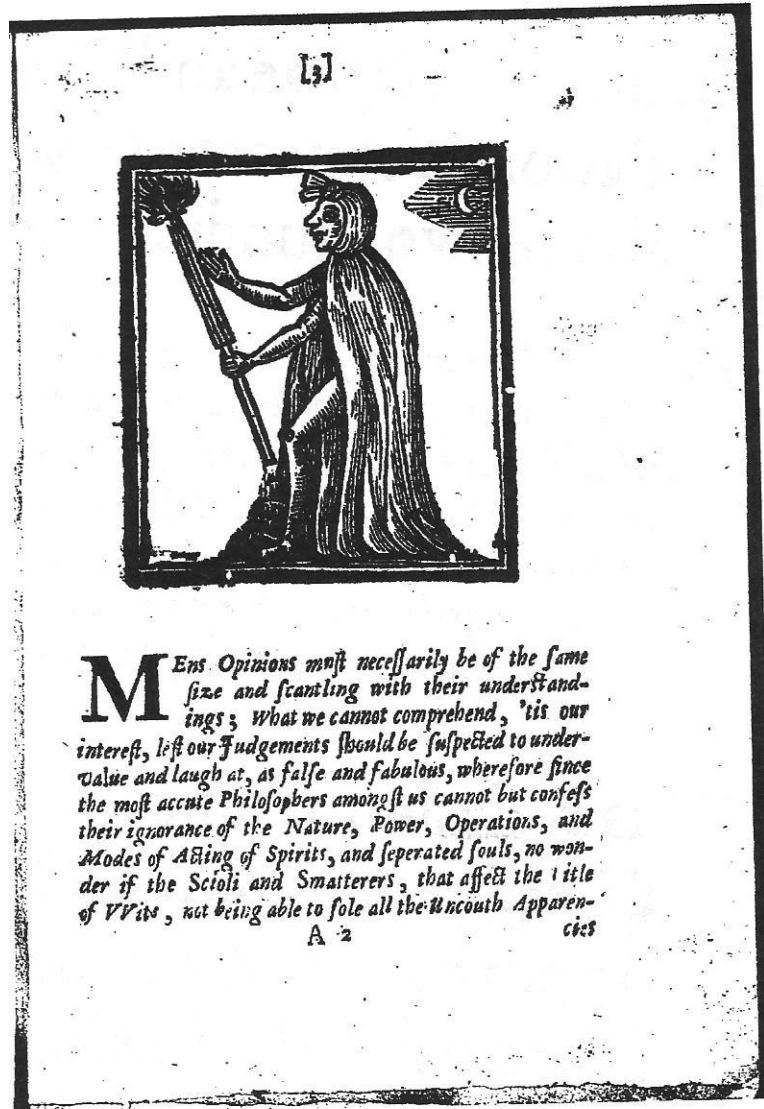 [3]
MEns Opinions muſt neceſſarily be of the ſame
ſize and ſcantling with their underſtand-
ings; What we cannot comprehend, 'tis our
intereſt, leſt our Judgements ſhould be ſuſpected to under-
value and laugh at, as falſe and fabulous, wherefore ſince
the moſt accute Philoſophers amongſt us cannot but confeſs
their ignorance of the Nature, Power, Operations, and
Modes of Acting of Spirits, and ſeperated ſouls, no won-
der if the Scioli and Smatterers, that affect the Title
of VVits, not being able to ſole all the Uncouth Apparen-
A 2 cies